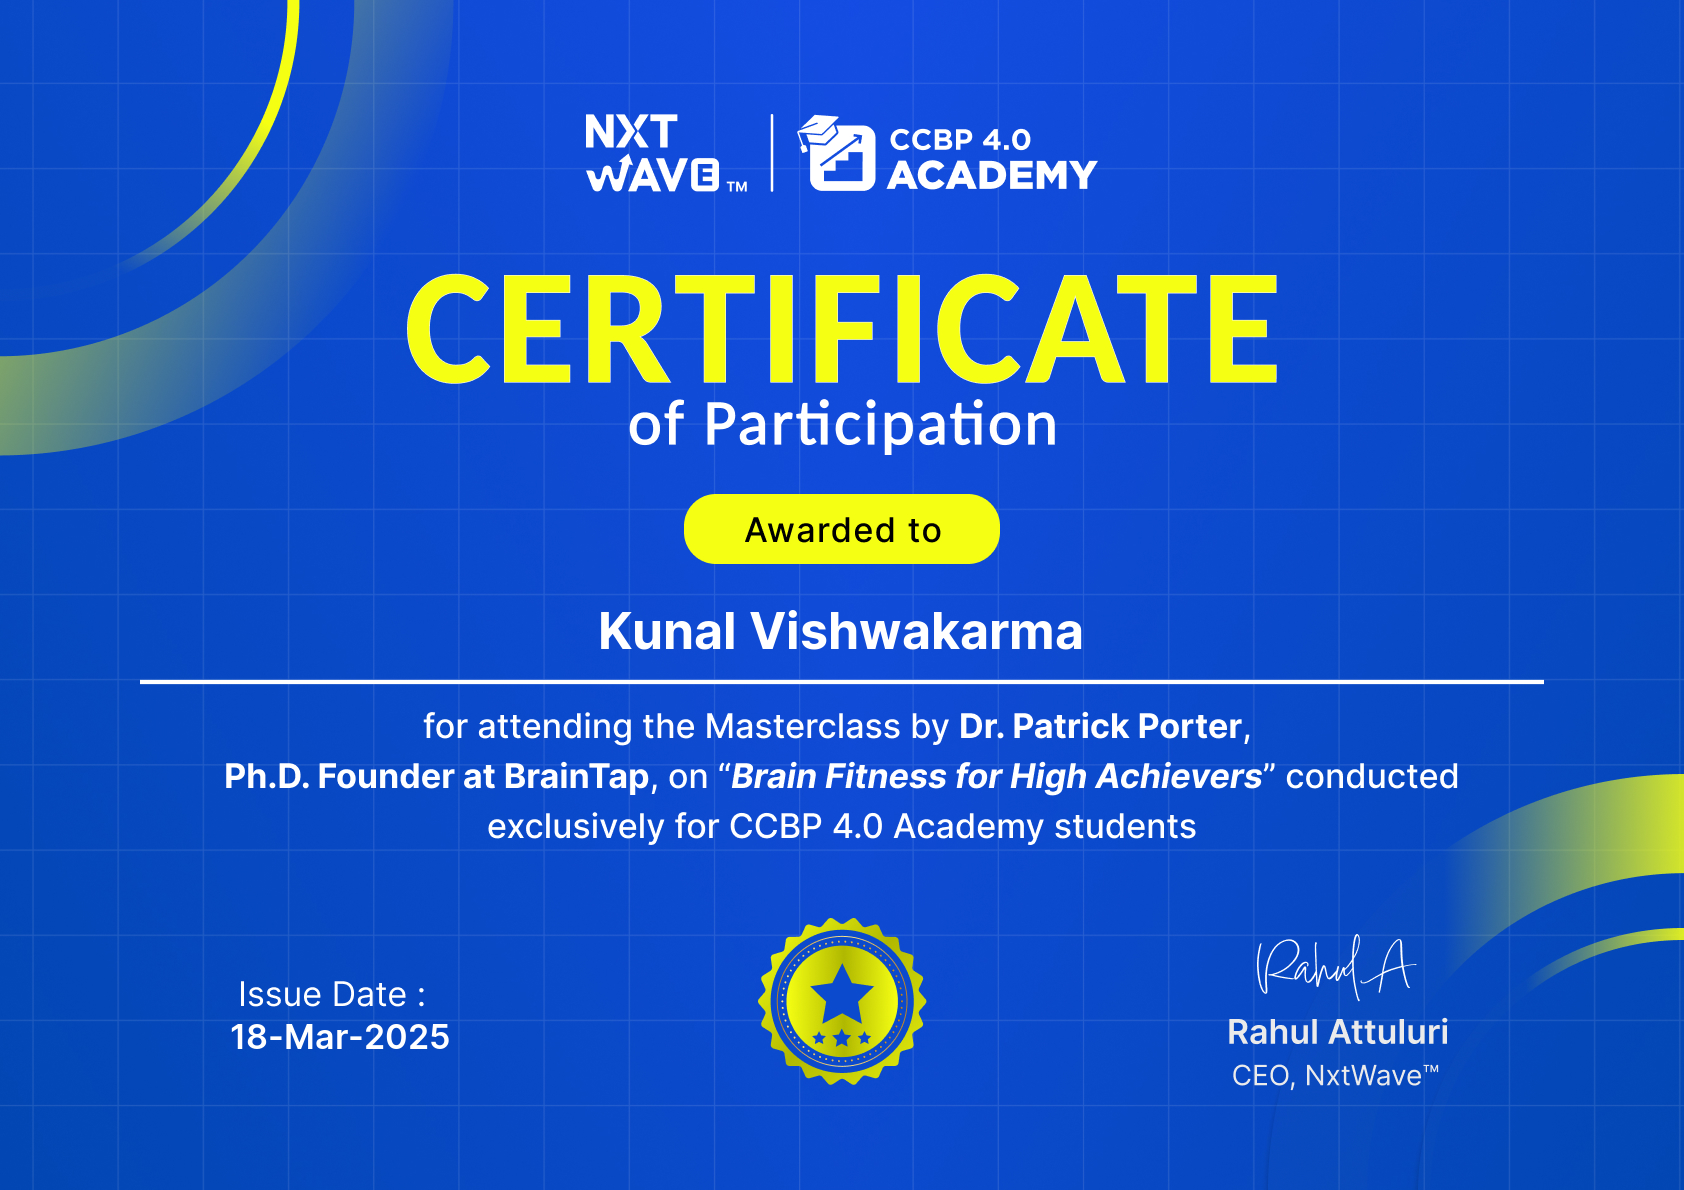 NXT
WAVE™
CCBP 4.0
ACADEMY
CERTIFICATE
of Participation
Awarded to
Kunal Vishwakarma
for attending the Masterclass by Dr. Patrick Porter,
Ph.D. Founder at BrainTap, on “Brain Fitness for High Achievers” conducted
exclusively for CCBP 4.0 Academy students
Issue Date :
18-Mar-2025
Rahul A
Rahul Attuluri
CEO, NxtWave™